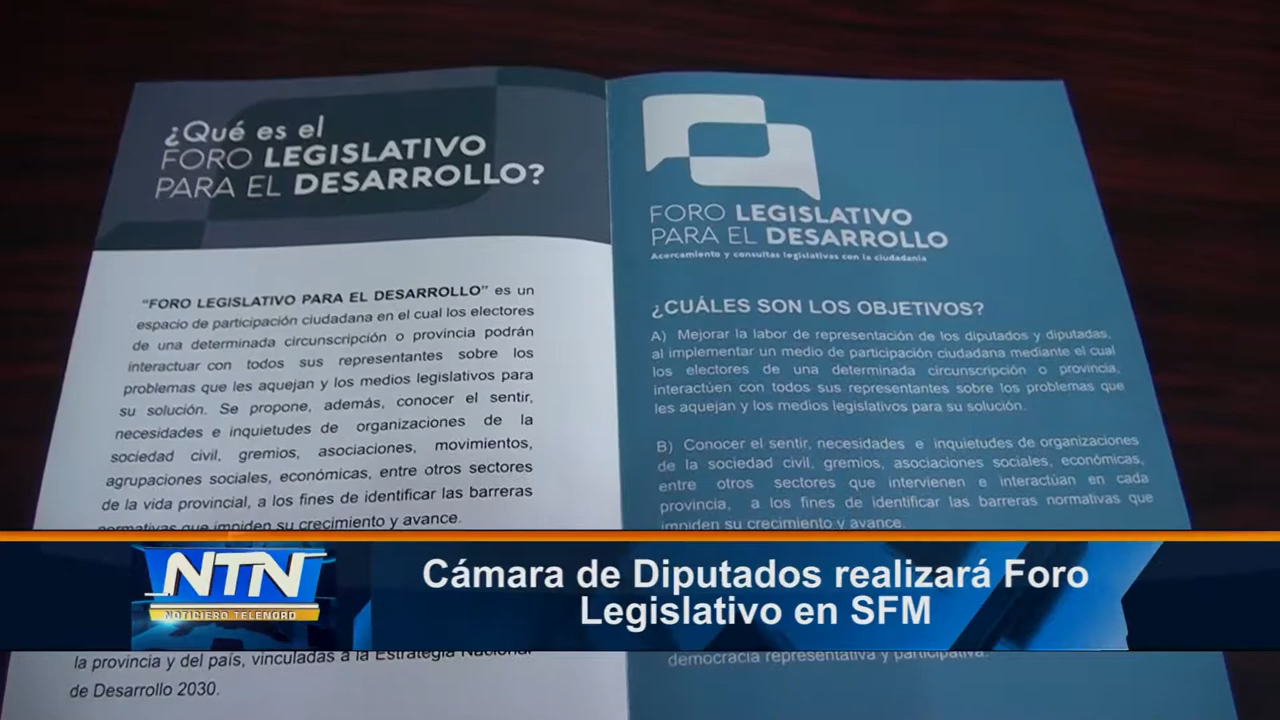 ¿Qué es el
FORO LEGISLATIVO
PARA EL DESARROLLO?
“FORO LEGISLATIVO PARA EL DESARROLLO” es un
espacio de participación ciudadana en el cual los electores
de una determinada circunscripción o provincia podrán
interactuar con todos sus representantes sobre los
problemas que les aquejan y los medios legislativos para
su solución. Se propone, además, conocer el sentir,
necesidades e inquietudes de organizaciones de la
sociedad civil, gremios, asociaciones, movimientos,
agrupaciones sociales, económicas, entre otros sectores
de la vida provincial, a los fines de identificar las barreras
normativas que impiden su crecimiento y avance.
la provincia y del país, vinculadas a la Estrategia Nacional
de Desarrollo 2030.
FORO LEGISLATIVO
PARA EL DESARROLLO
Acercamiento y consultas legislativas con la ciudadanía
¿CUÁLES SON LOS OBJETIVOS?
A) Mejorar la labor de representación de los diputados y diputadas,
al implementar un medio de participación ciudadana mediante el cual
los electores de una determinada circunscripción o provincia,
interactúen con todos sus representantes sobre los problemas que
les aquejan y los medios legislativos para su solución.
B) Conocer el sentir, necesidades e inquietudes de organizaciones
de la sociedad civil, gremios, asociaciones sociales, económicas,
entre otros sectores que intervienen e interactúan en cada
provincia, a los fines de identificar las barreras normativas que
impiden su crecimiento y avance.
democracia representativa y participativa.
NTN
NOTICIERO TELENORD
Cámara de Diputados realizará Foro
Legislativo en SFM